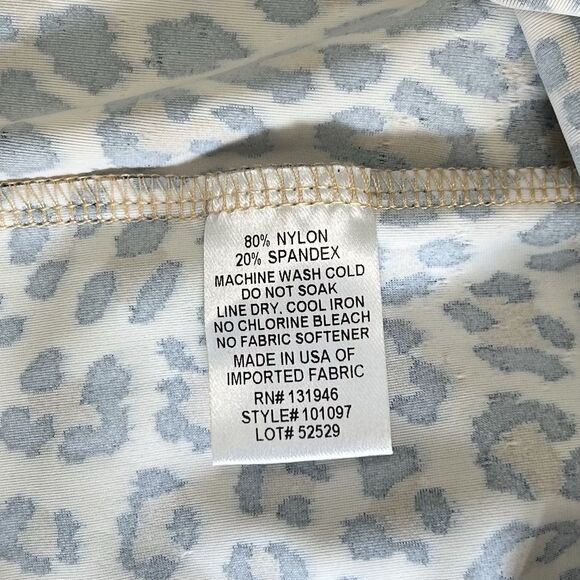 80% NYLON
20% SPANDEX
MACHINE WASH COLD
DO NOT SOAK
LINE DRY, COOL IRON
NO CHLORINE BLEACH
NO FABRIC SOFTENER
MADE IN USA OF
IMPORTED FABRIC
RN# 131946
STYLE# 101097
LOT# 52529